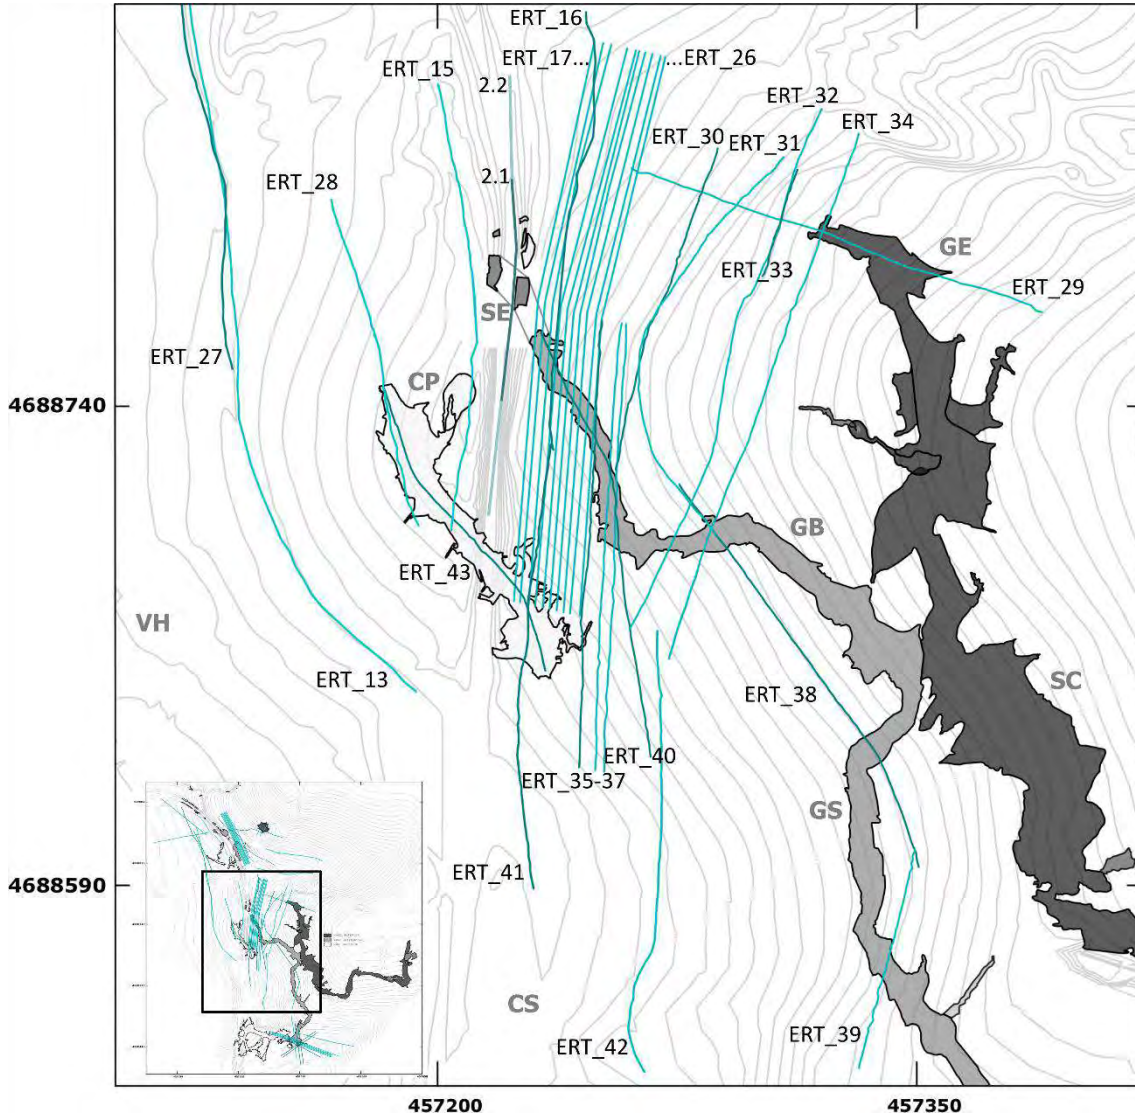 ERT_16
ERT_17...
...ERT_26
ERT_15
2.2
ERT_32
ERT_34
ERT_30
ERT_31
2.1
ERT_28
GE
ERT_33
ERT_29
SE
ERT_27
CP
4688740
GB
ERT_43
VH
ERT_13
SC
ERT_38
ERT_40
ERT_35-37
GS
ERT_41
4688590
CS
ERT_42
ERT_39
457200
457350